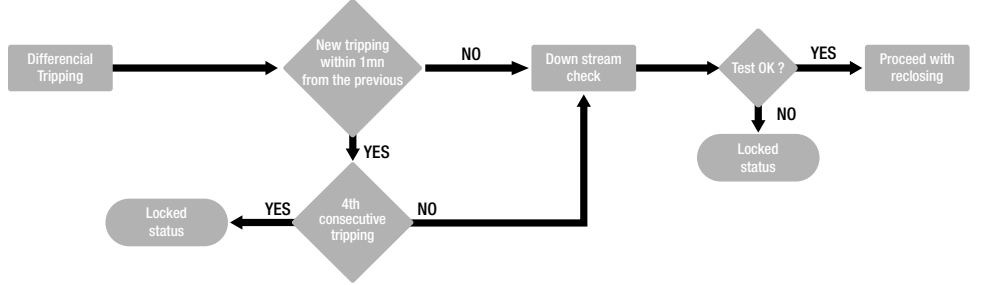 Differencial
Tripping
New tripping
within 1mn
from the previous
NO
Down stream
check
Test OK ?
YES
Proceed with
reclosing
NO
Locked
status
YES
4th
consecutive
tripping
YES
Locked
status
NO